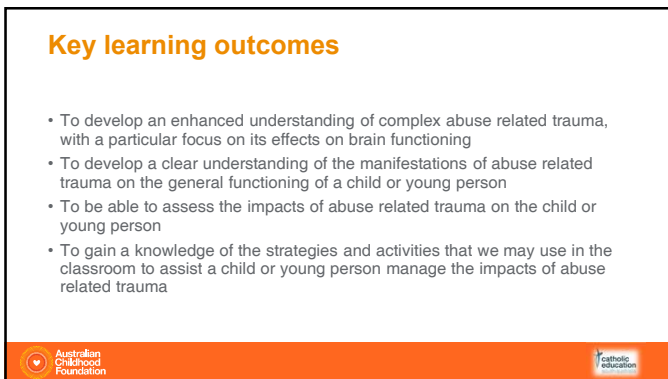 Key learning outcomes
• To develop an enhanced understanding of complex abuse related trauma,
with a particular focus on its effects on brain functioning
• To develop a clear understanding of the manifestations of abuse related
trauma on the general functioning of a child or young person
• To be able to assess the impacts of abuse related trauma on the child or
young person
• To gain a knowledge of the strategies and activities that we may use in the
classroom to assist a child or young person manage the impacts of abuse
related trauma
Australian
Childhood
Foundation
catholic
education